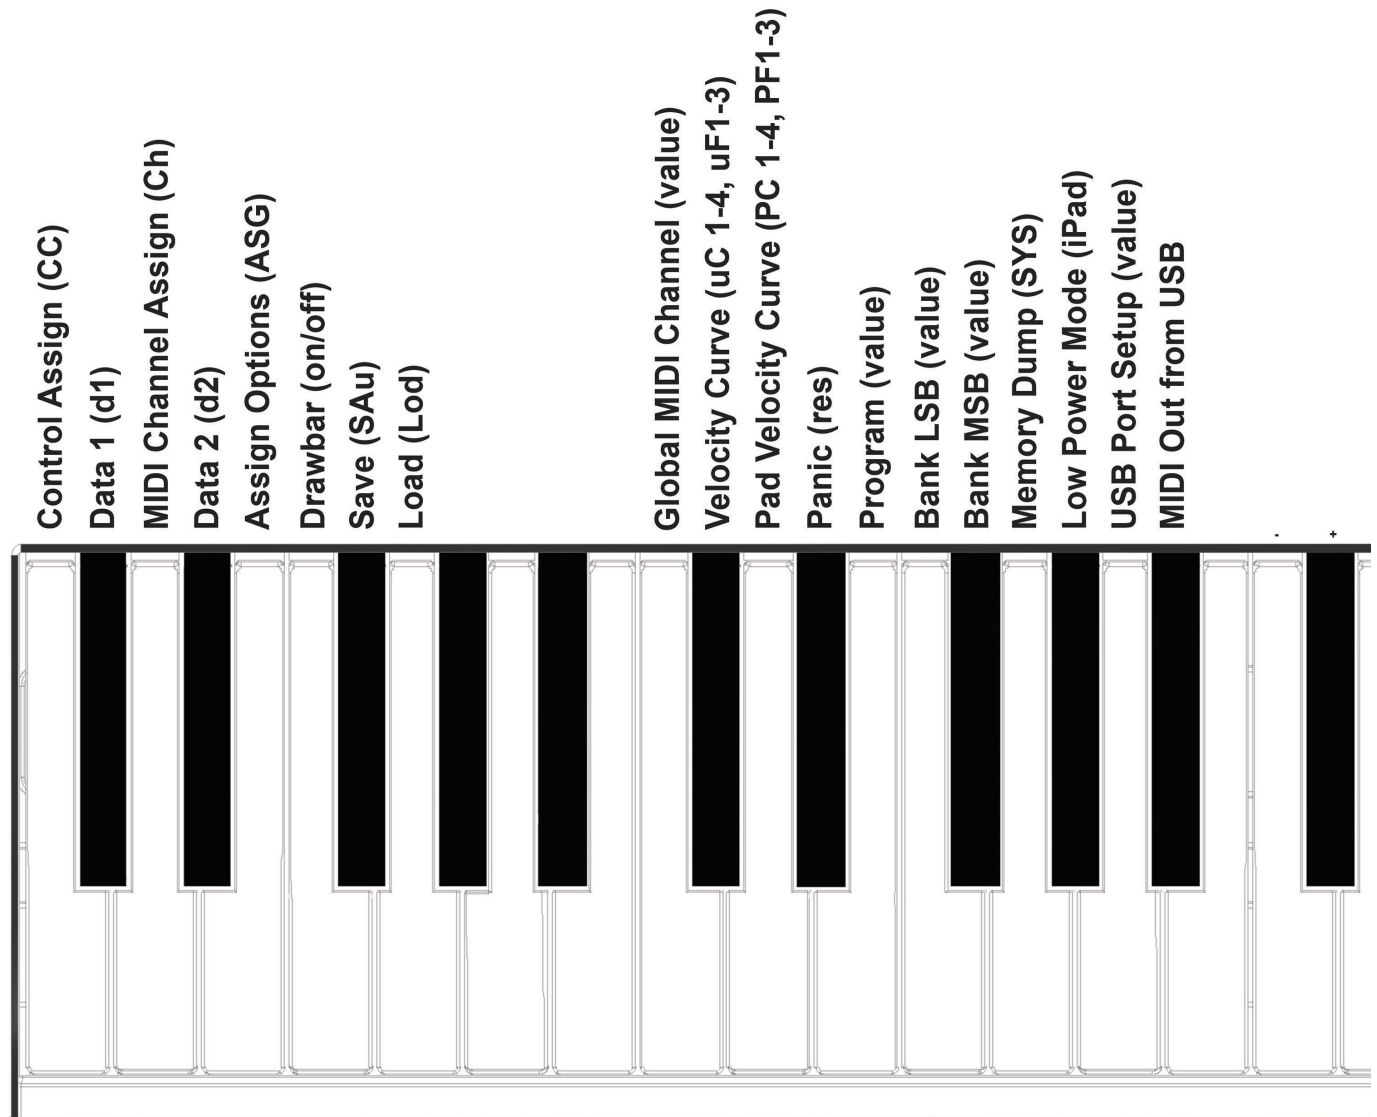 Control Assign (CC)
Data 1 (d1)
MIDI Channel Assign (Ch)
Data 2 (d2)
Assign Options (ASG)
Drawbar (on/off)
Save (SAu)
Load (Lod)
Global MIDI Channel (value)
Velocity Curve (uC 1-4, uF1-3)
Pad Velocity Curve (PC 1-4, PF1-3)
Panic (res)
Program (value)
Bank LSB (value)
Bank MSB (value)
Memory Dump (SYS)
Low Power Mode (iPad)
USB Port Setup (value)
MIDI Out from USB
-
+